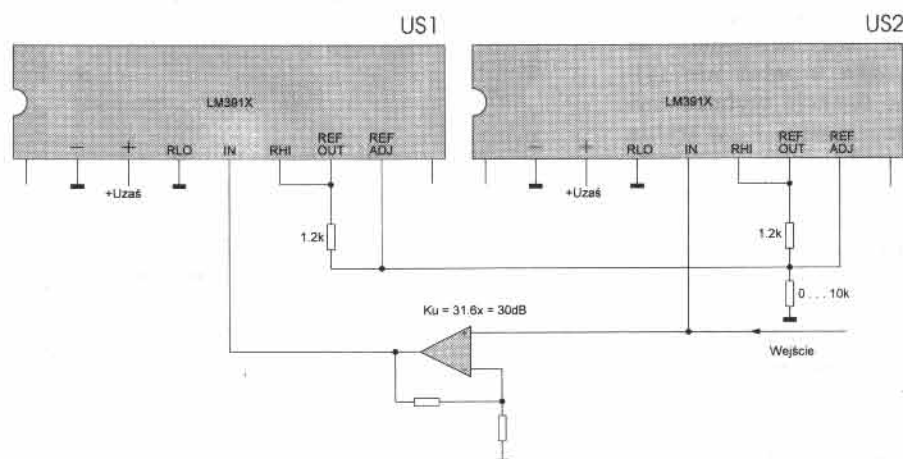 US1
US2
LM391X
LM391X
− + RLO IN RHI REF OUT REF ADJ
− + RLO IN RHI REF OUT REF ADJ
+Uzaś
+Uzaś
1.2k
1.2k
0 . . . 10k
Ku = 31.6x = 30dB
Wejście
+
−